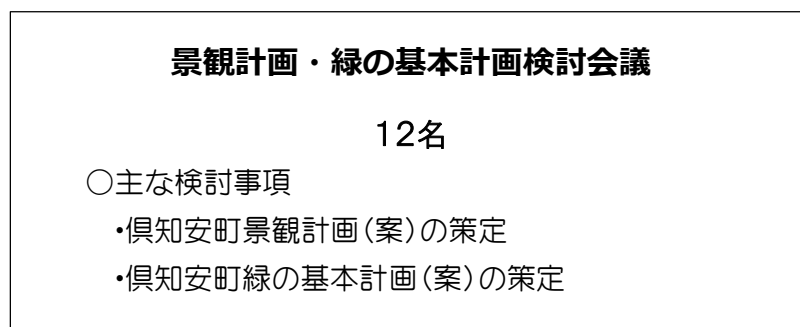 景観計画・緑の基本計画検討会議
12名
○主な検討事項
・倶知安町景観計画(案)の策定
・倶知安町緑の基本計画(案)の策定